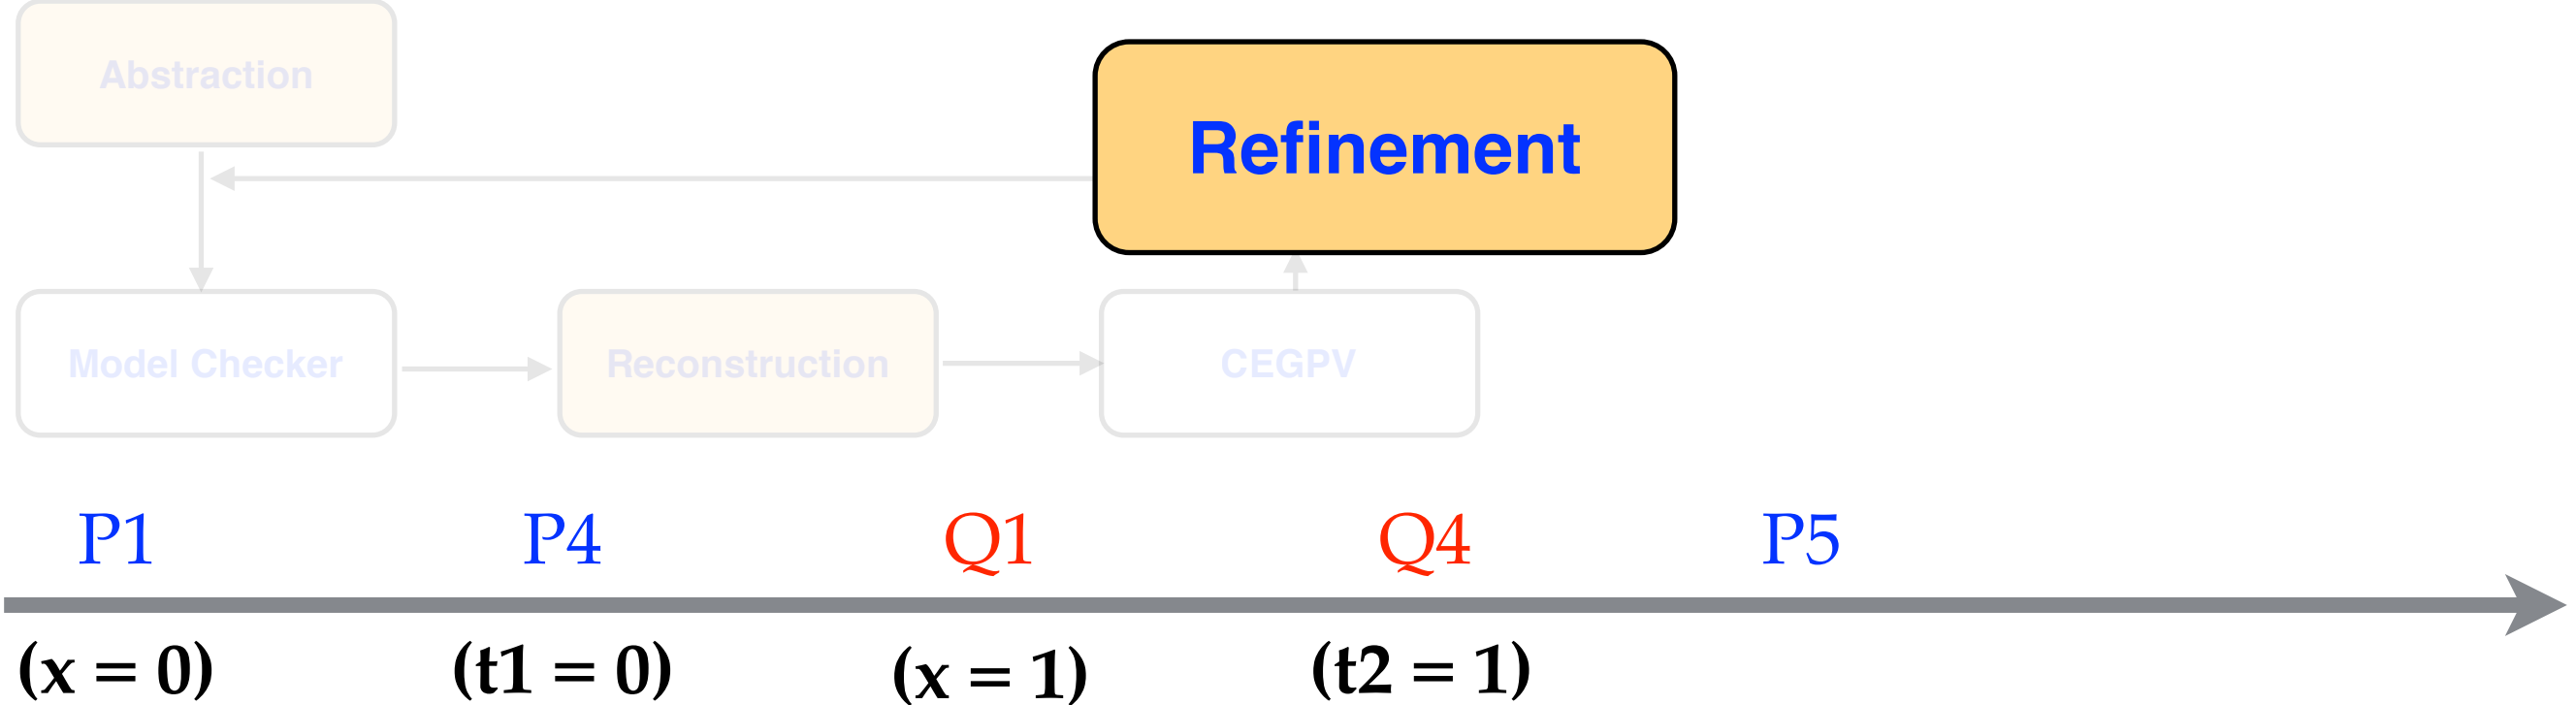 Abstraction
Refinement
Model Checker
Reconstruction
CEGPV
P1 P4 Q1 Q4 P5
(x = 0) (t1 = 0) (x = 1) (t2 = 1)